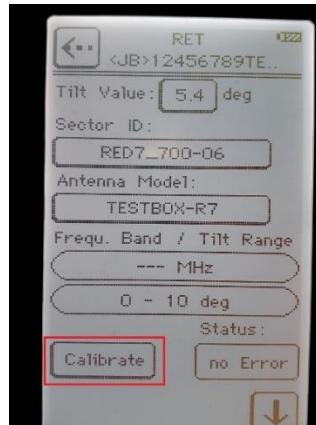 RET
<JB>12456789TE..
Tilt Value: 5.4 deg
Sector ID:
RED7_700-06
Antenna Model:
TESTBOX-R7
Frequ. Band / Tilt Range
--- MHz
0 - 10 deg
Status:
Calibrate no Error